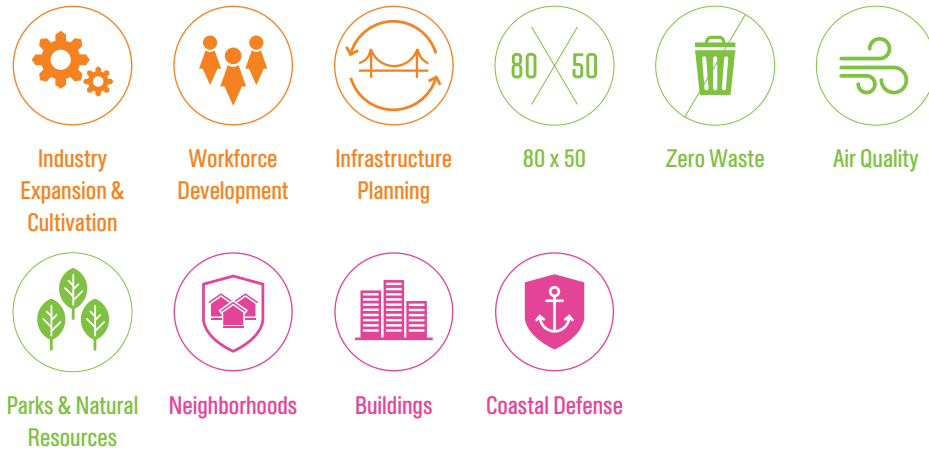 80 50
Industry
Expansion &
Cultivation
Workforce
Development
Infrastructure
Planning
80 x 50
Zero Waste
Air Quality
Parks & Natural
Resources
Neighborhoods
Buildings
Coastal Defense